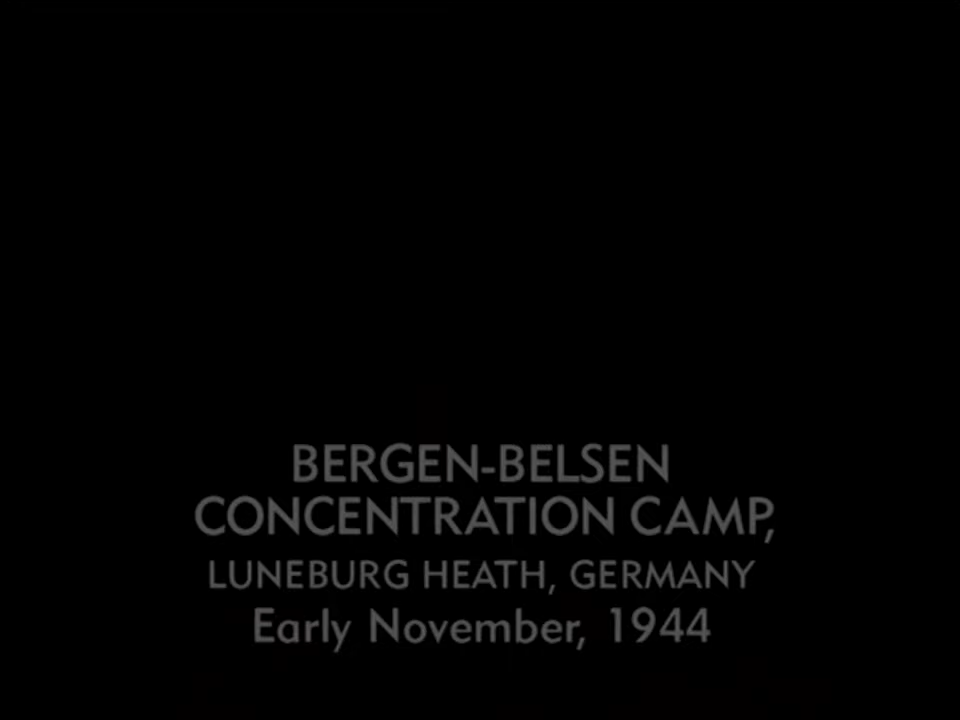 BERGEN-BELSEN
CONCENTRATION CAMP,
LUNEBURG HEATH, GERMANY
Early November, 1944